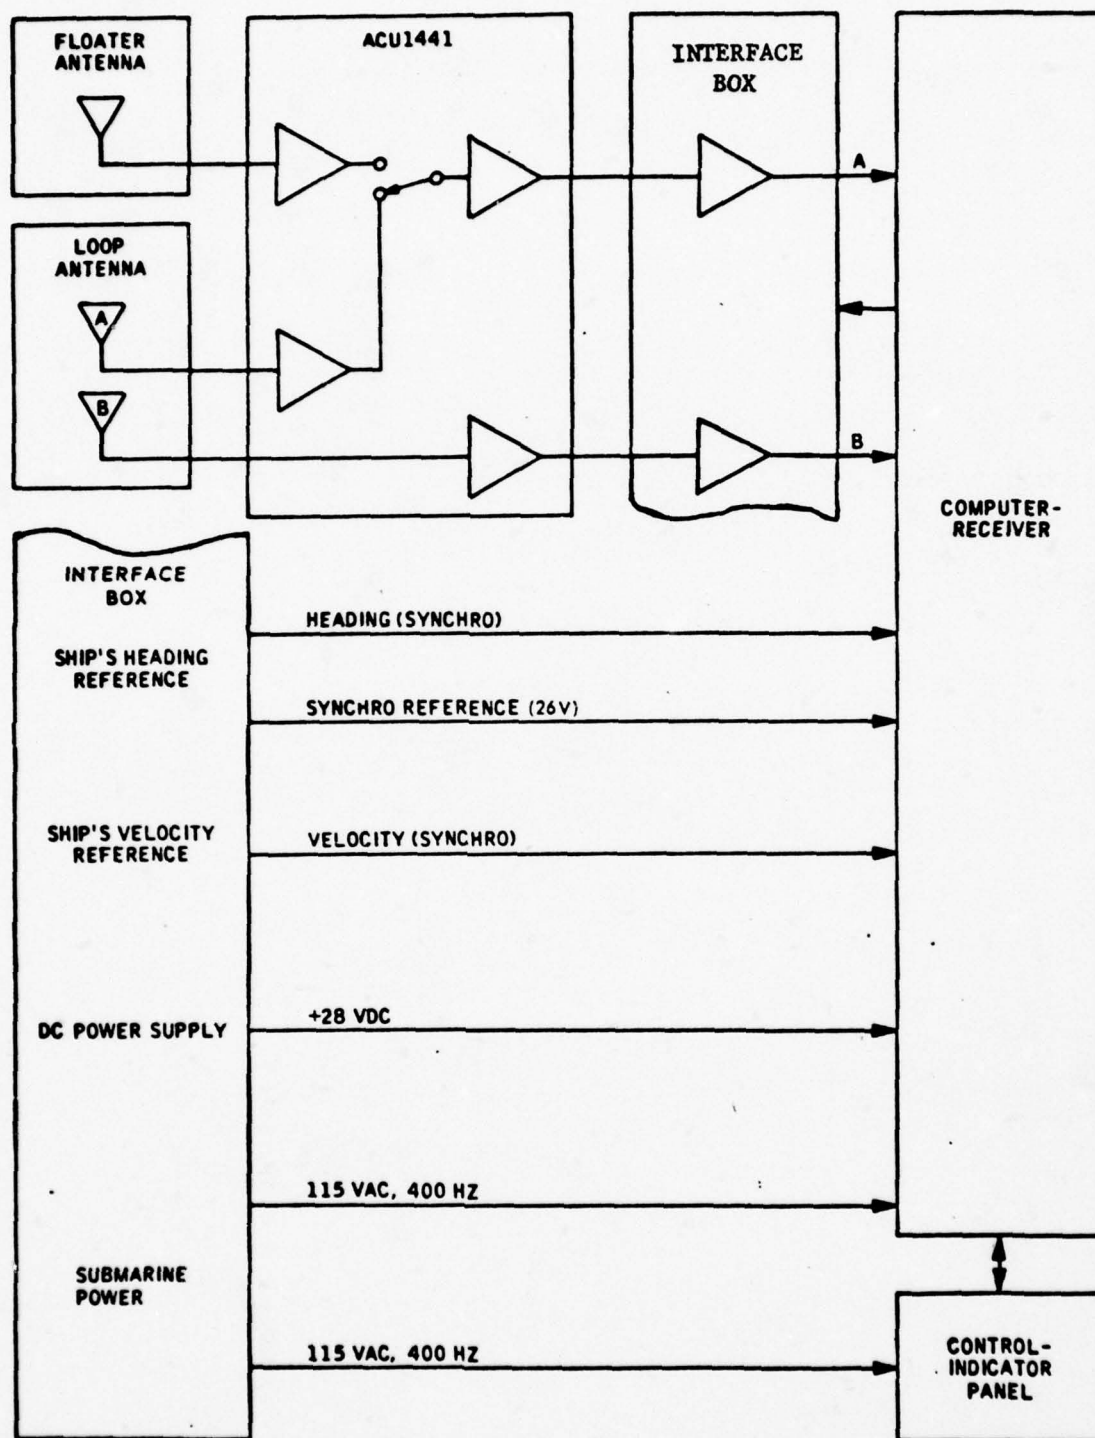 FLOATER
ANTENNA
ACU1441
INTERFACE
BOX
A
LOOP
ANTENNA
A
B
B
COMPUTER-
RECEIVER
INTERFACE
BOX
HEADING (SYNCHRO)
SHIP'S HEADING
REFERENCE
SYNCHRO REFERENCE (26V)
SHIP'S VELOCITY
REFERENCE
VELOCITY (SYNCHRO)
DC POWER SUPPLY
+28 VDC
115 VAC, 400 HZ
SUBMARINE
POWER
115 VAC, 400 HZ
CONTROL-
INDICATOR
PANEL